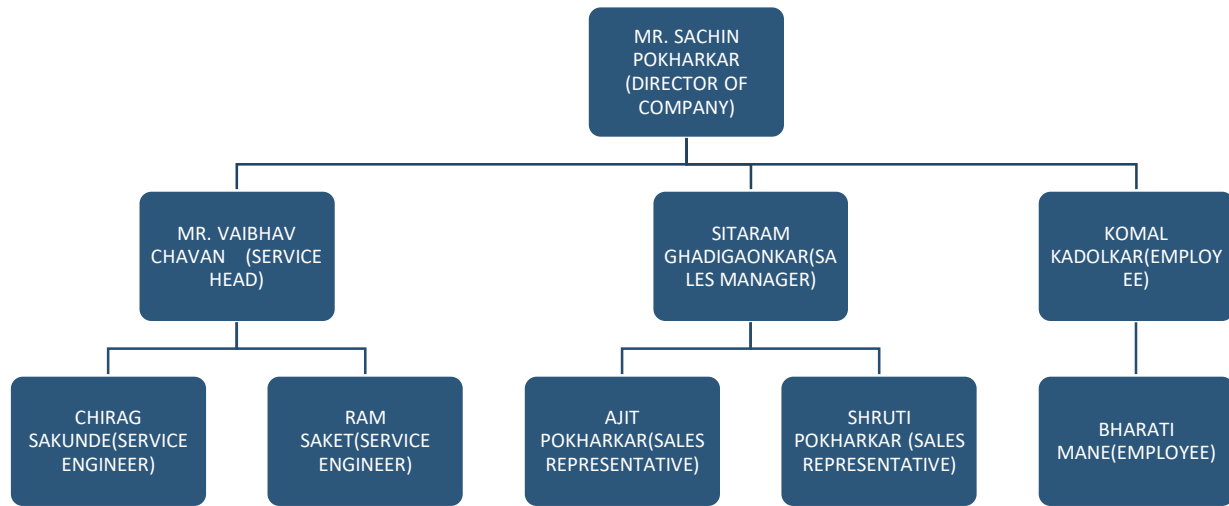 MR. SACHIN
POKHARKAR
(DIRECTOR OF
COMPANY)
MR. VAIBHAV
CHAVAN (SERVICE
HEAD)
SITARAM
GHADIGAONKAR(SA
LES MANAGER)
KOMAL
KADOLKAR(EMPLOY
EE)
CHIRAG
SAKUNDE(SERVICE
ENGINEER)
RAM
SAKET(SERVICE
ENGINEER)
AJIT
POKHARKAR(SALES
REPRESENTATIVE)
SHRUTI
POKHARKAR (SALES
REPRESENTATIVE)
BHARATI
MANE(EMPLOYEE)